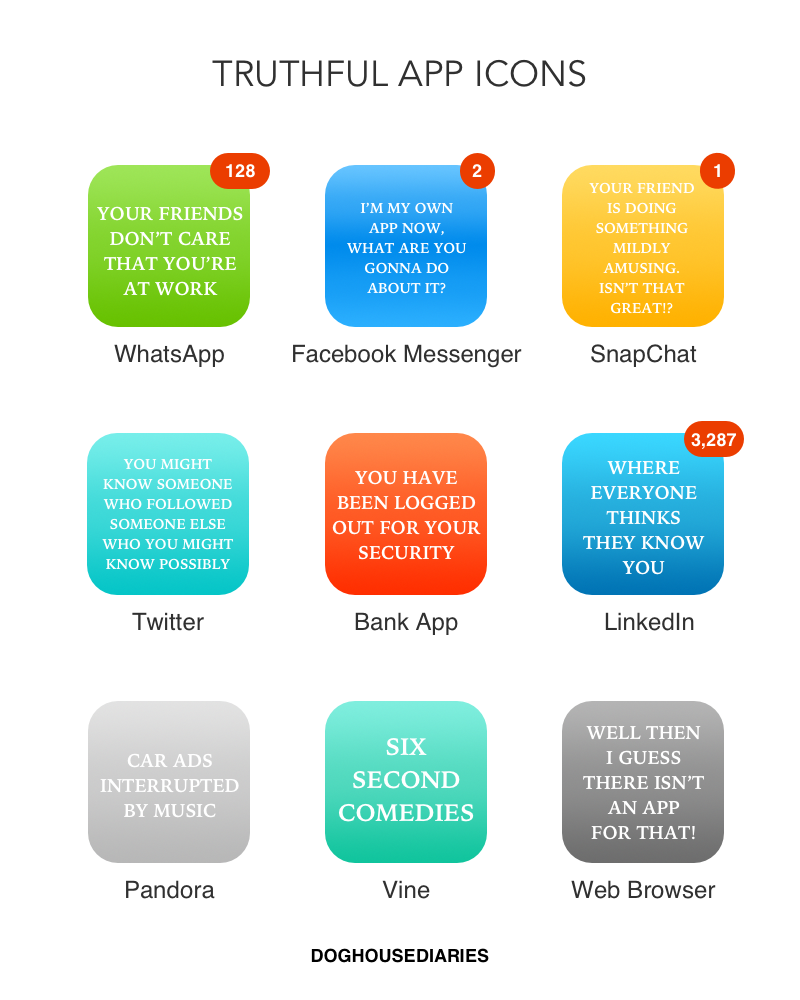 TRUTHFUL APP ICONS
128
YOUR FRIENDS
DON'T CARE
THAT YOU'RE
AT WORK
WhatsApp
2
I'M MY OWN
APP NOW,
WHAT ARE YOU
GONNA DO
ABOUT IT?
Facebook Messenger
1
YOUR FRIEND
IS DOING
SOMETHING
MILDLY
AMUSING.
ISN'T THAT
GREAT!?
SnapChat
YOU MIGHT
KNOW SOMEONE
WHO FOLLOWED
SOMEONE ELSE
WHO YOU MIGHT
KNOW POSSIBLY
Twitter
YOU HAVE
BEEN LOGGED
OUT FOR YOUR
SECURITY
Bank App
3,287
WHERE
EVERYONE
THINKS
THEY KNOW
YOU
LinkedIn
CAR ADS
INTERRUPTED
BY MUSIC
Pandora
SIX
SECOND
COMEDIES
Vine
WELL THEN
I GUESS
THERE ISN'T
AN APP
FOR THAT!
Web Browser
DOGHOUSEDIARIES